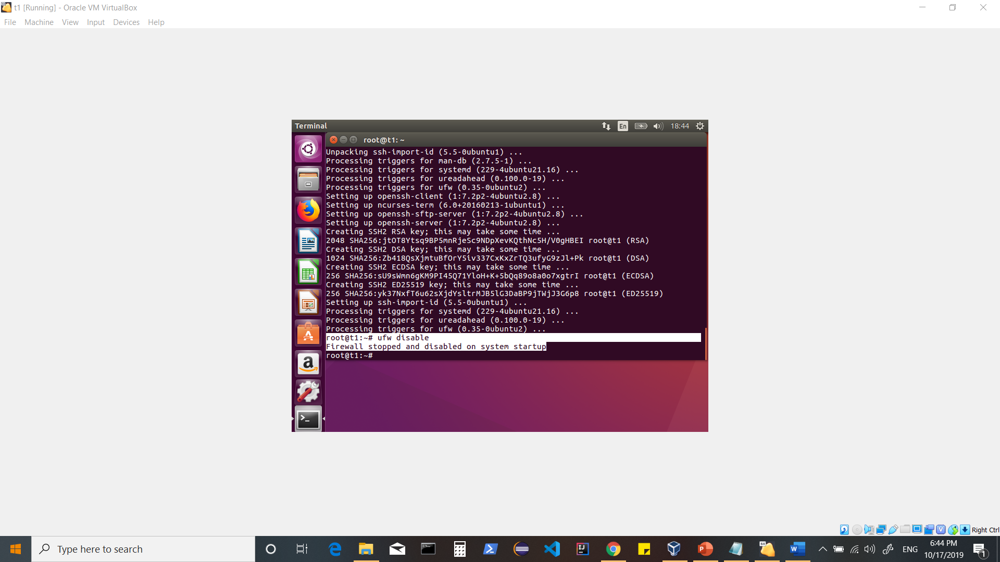 t1 [Running] - Oracle VM VirtualBox
File Machine View Input Devices Help
Terminal En 18:44
root@t1: ~
Unpacking ssh-import-id (5.5-0ubuntu1) ...
Processing triggers for man-db (2.7.5-1) ...
Processing triggers for systemd (229-4ubuntu21.16) ...
Processing triggers for ureadahead (0.100.0-19) ...
Processing triggers for ufw (0.35-0ubuntu2) ...
Setting up openssh-client (1:7.2p2-4ubuntu2.8) ...
Setting up ncurses-term (6.0+20160213-1ubuntu1) ...
Setting up openssh-sftp-server (1:7.2p2-4ubuntu2.8) ...
Setting up openssh-server (1:7.2p2-4ubuntu2.8) ...
Creating SSH2 RSA key; this may take some time ...
2048 SHA256:jtOT8Ytsq9BP5mnRjeSc9NDpXevKQthNc5H/V0gHBEI root@t1 (RSA)
Creating SSH2 DSA key; this may take some time ...
1024 SHA256:Zb418QsXjmtuBfOrY5iv337CxKxZrTQ3ufyG9zJl+Pk root@t1 (DSA)
Creating SSH2 ECDSA key; this may take some time ...
256 SHA256:sU9sWmn6gKM9PI45Q71YloH+K+5bQq89o8a0o7xgtrI root@t1 (ECDSA)
Creating SSH2 ED25519 key; this may take some time ...
256 SHA256:yk37NxfT6u62sXjdYsltrMJB5lG3DaBP9jTWjJ3G6p8 root@t1 (ED25519)
Setting up ssh-import-id (5.5-0ubuntu1) ...
Processing triggers for systemd (229-4ubuntu21.16) ...
Processing triggers for ureadahead (0.100.0-19) ...
Processing triggers for ufw (0.35-0ubuntu2) ...
root@t1:~# ufw disable
Firewall stopped and disabled on system startup
root@t1:~#
Right Ctrl
Type here to search
ENG
6:44 PM
10/17/2019
1